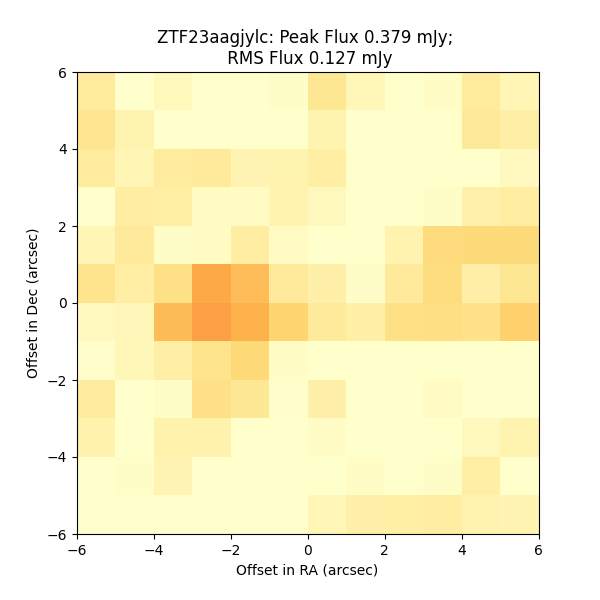 ZTF23aagjylc: Peak Flux 0.379 mJy;
RMS Flux 0.127 mJy
6
4
2
0
−2
−4
−6
Offset in Dec (arcsec)
−6 −4 −2 0 2 4 6
Offset in RA (arcsec)